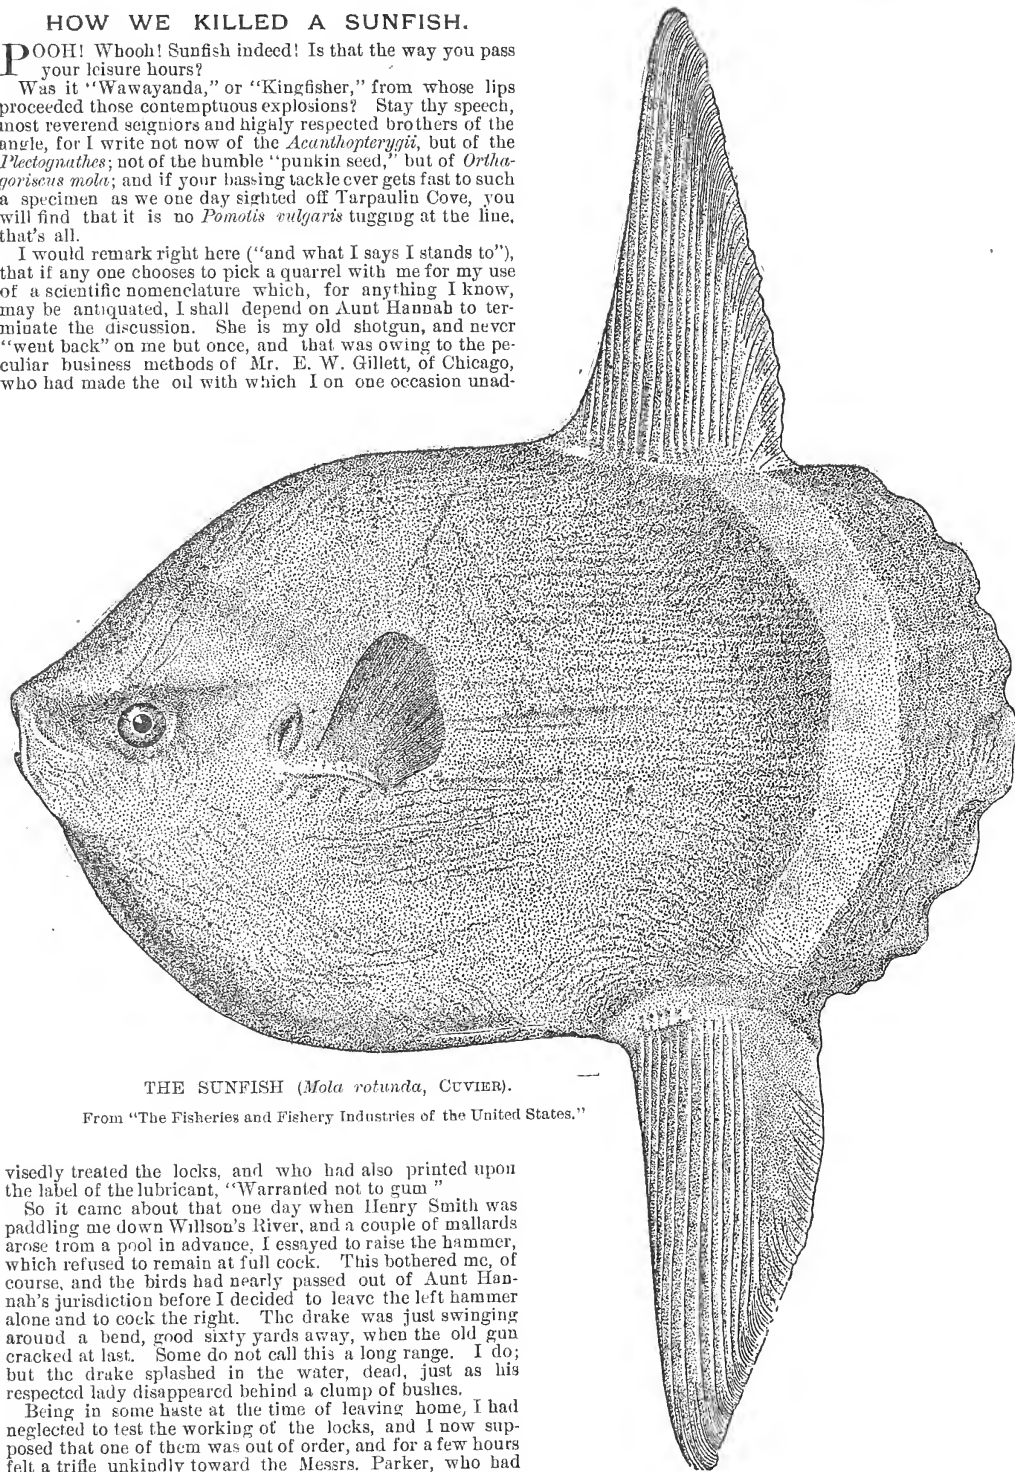 HOW WE KILLED A SUNFISH.
POOH! Whooh! Sunfish indeed! Is that the way you pass
your leisure hours?
Was it "Wawayanda," or "Kingfisher," from whose lips
proceeded those contemptuous explosions? Stay thy speech,
most reverend seigniors and highly respected brothers of the
angle, for I write not now of the Acanthopterygii, but of the
Plectognathes; not of the humble "punkin seed," but of Ortha-
goriscus mola; and if your bassing tackle ever gets fast to such
a specimen as we one day sighted off Tarpaulin Cove, you
will find that it is no Pomotis vulgaris tugging at the line,
that's all.
I would remark right here ("and what I says I stands to"),
that if any one chooses to pick a quarrel with me for my use
of a scientific nomenclature which, for anything I know,
may be antiquated, I shall depend on Aunt Hannah to ter-
minate the discussion. She is my old shotgun, and never
"went back" on me but once, and that was owing to the pe-
culiar business methods of Mr. E. W. Gillett, of Chicago,
who had made the oil with which I on one occasion unad-
THE SUNFISH (Mola rotunda, CUVIER).
From "The Fisheries and Fishery Industries of the United States."
visedly treated the locks, and who had also printed upon
the label of the lubricant, "Warranted not to gum"
So it came about that one day when Henry Smith was
paddling me down Willson's River, and a couple of mallards
arose from a pool in advance, I essayed to raise the hammer,
which refused to remain at full cock. This bothered me, of
course, and the birds had nearly passed out of Aunt Han-
nah's jurisdiction before I decided to leave the left hammer
alone and to cock the right. The drake was just swinging
around a bend, good sixty yards away, when the old gun
cracked at last. Some do not call this a long range. I do;
but the drake splashed in the water, dead, just as his
respected lady disappeared behind a clump of bushes.
Being in some haste at the time of leaving home, I had
neglected to test the working of the locks, and I now sup-
posed that one of them was out of order, and for a few hours
felt a trifle unkindly toward the Messrs. Parker, who had